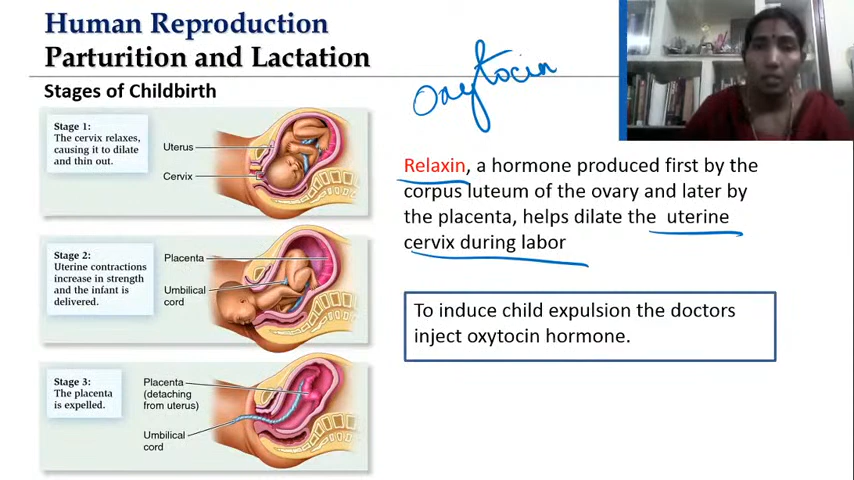 Human Reproduction
Parturition and Lactation
Stages of Childbirth
Oxytocin
Stage 1:
The cervix relaxes,
causing it to dilate
and thin out.
Uterus
Cervix
Stage 2:
Uterine contractions
increase in strength
and the infant is
delivered.
Placenta
Umbilical
cord
Stage 3:
The placenta
is expelled.
Placenta
(detaching
from uterus)
Umbilical
cord
Relaxin, a hormone produced first by the
corpus luteum of the ovary and later by
the placenta, helps dilate the uterine
cervix during labor
To induce child expulsion the doctors
inject oxytocin hormone.